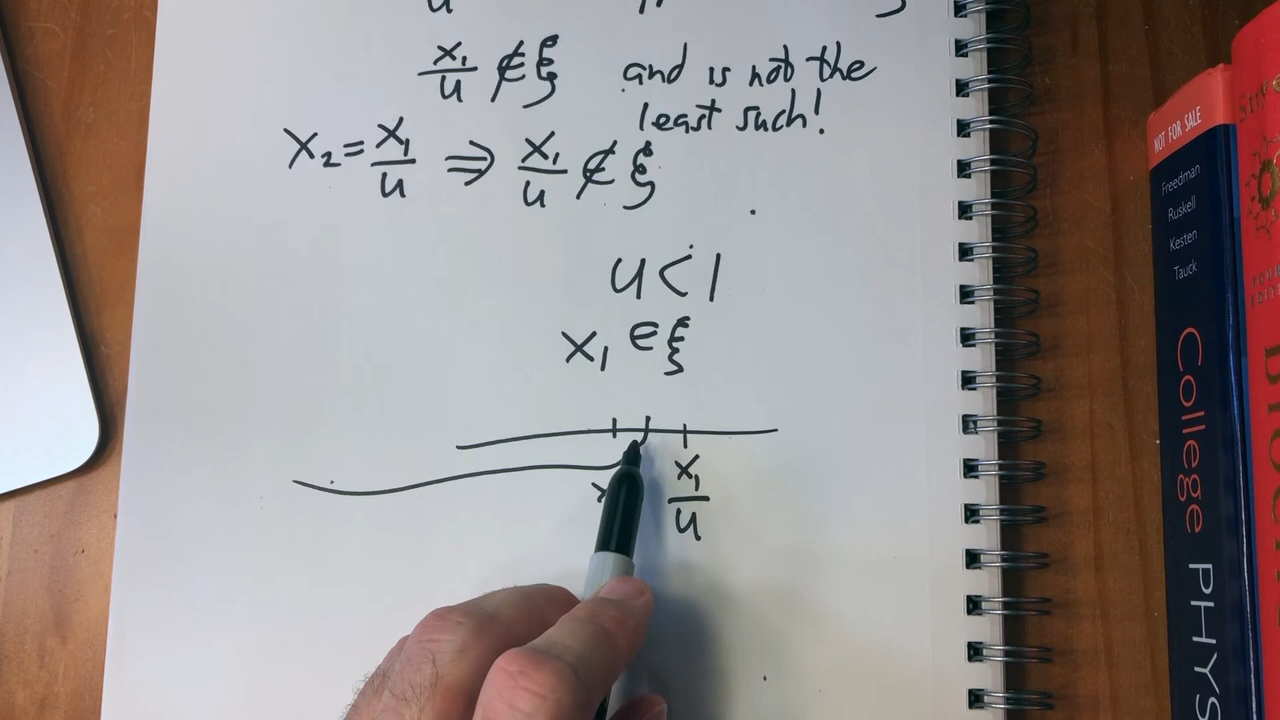 x₁/u ∉ ξ and is not the
least such!
x₂ = x₁/u ⇒ x₁/u ∉ ξ
u < 1
x₁ ∈ ξ
x₁/u
NOT FOR SALE
Freedman
Ruskell
Kesten
Tauck
College PHYS